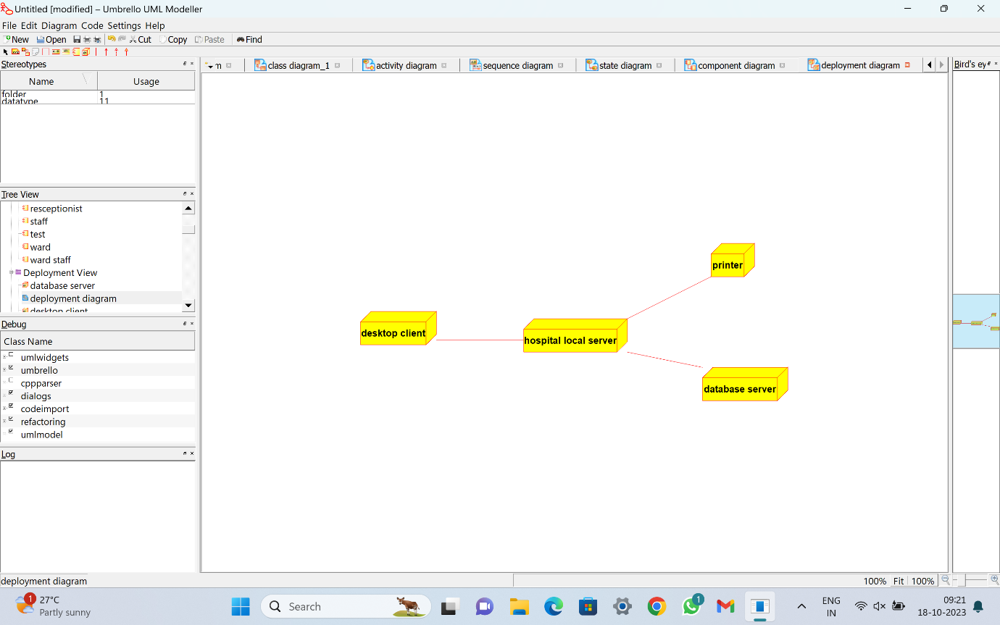 Untitled [modified] – Umbrello UML Modeller
File Edit Diagram Code Settings Help
New Open Cut Copy Paste Find
Stereotypes
Name Usage
folder 1
datatype 11
m class diagram_1 activity diagram sequence diagram state diagram component diagram deployment diagram
Bird's ey
Tree View
resceptionist
staff
test
ward
ward staff
Deployment View
database server
deployment diagram
desktop client
Debug
Class Name
umlwidgets
umbrello
cppparser
dialogs
codeimport
refactoring
umlmodel
Log
printer
desktop client
hospital local server
database server
deployment diagram
100% Fit 100%
1
27°C
Partly sunny
Search
1
ENG
IN
09:21
18-10-2023